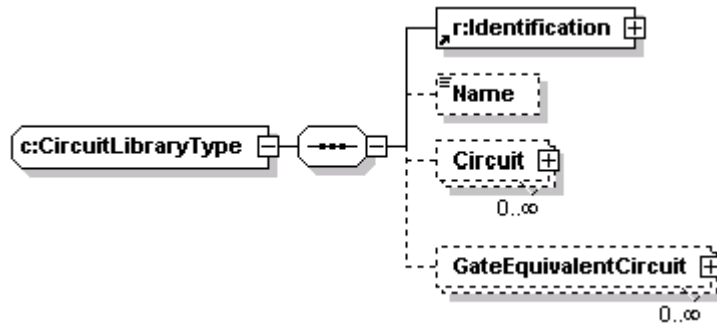 r:Identification
Name
c:CircuitLibraryType
Circuit
0..∞
GateEquivalentCircuit
0..∞